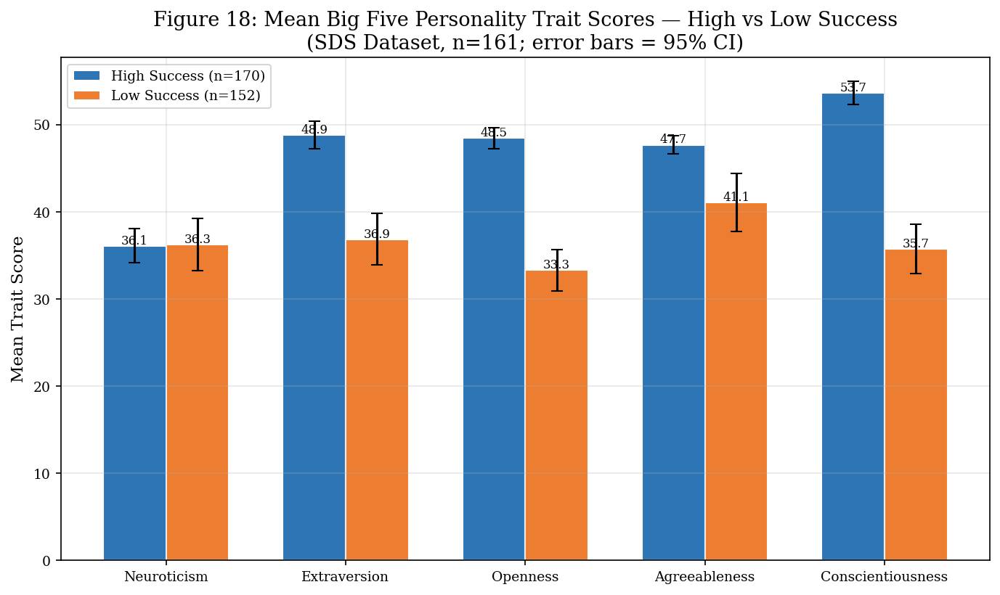 Figure 18: Mean Big Five Personality Trait Scores — High vs Low Success
(SDS Dataset, n=161; error bars = 95% CI)
High Success (n=170)
Low Success (n=152)
Mean Trait Score
50
40
30
20
10
0
36.1
36.3
48.9
36.9
48.5
33.3
47.7
41.1
53.7
35.7
Neuroticism
Extraversion
Openness
Agreeableness
Conscientiousness